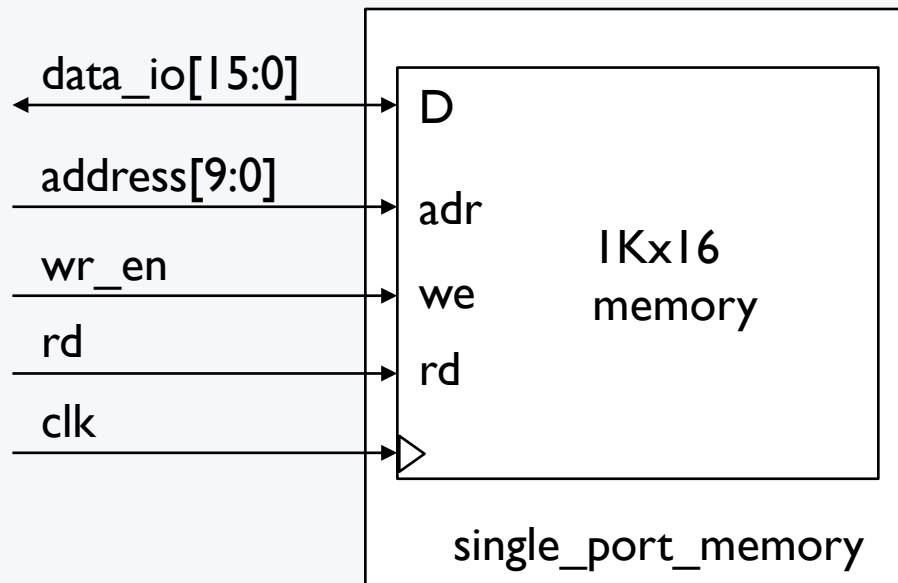 data_io[15:0]
D
address[9:0]
adr
1Kx16
memory
wr_en
we
rd
rd
clk
single_port_memory